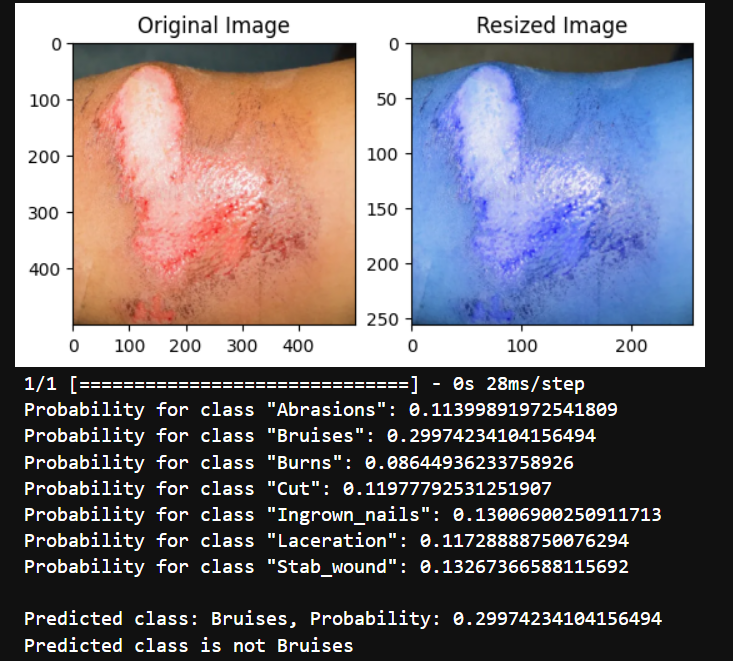 Original Image
Resized Image
0
100
200
300
400
0
100
200
300
400
0
50
100
150
200
250
0
100
200
1/1 [==============================] - 0s 28ms/step
Probability for class "Abrasions": 0.11399891972541809
Probability for class "Bruises": 0.29974234104156494
Probability for class "Burns": 0.08644936233758926
Probability for class "Cut": 0.11977792531251907
Probability for class "Ingrown_nails": 0.13006900250911713
Probability for class "Laceration": 0.11728888750076294
Probability for class "Stab_wound": 0.13267366588115692
Predicted class: Bruises, Probability: 0.29974234104156494
Predicted class is not Bruises